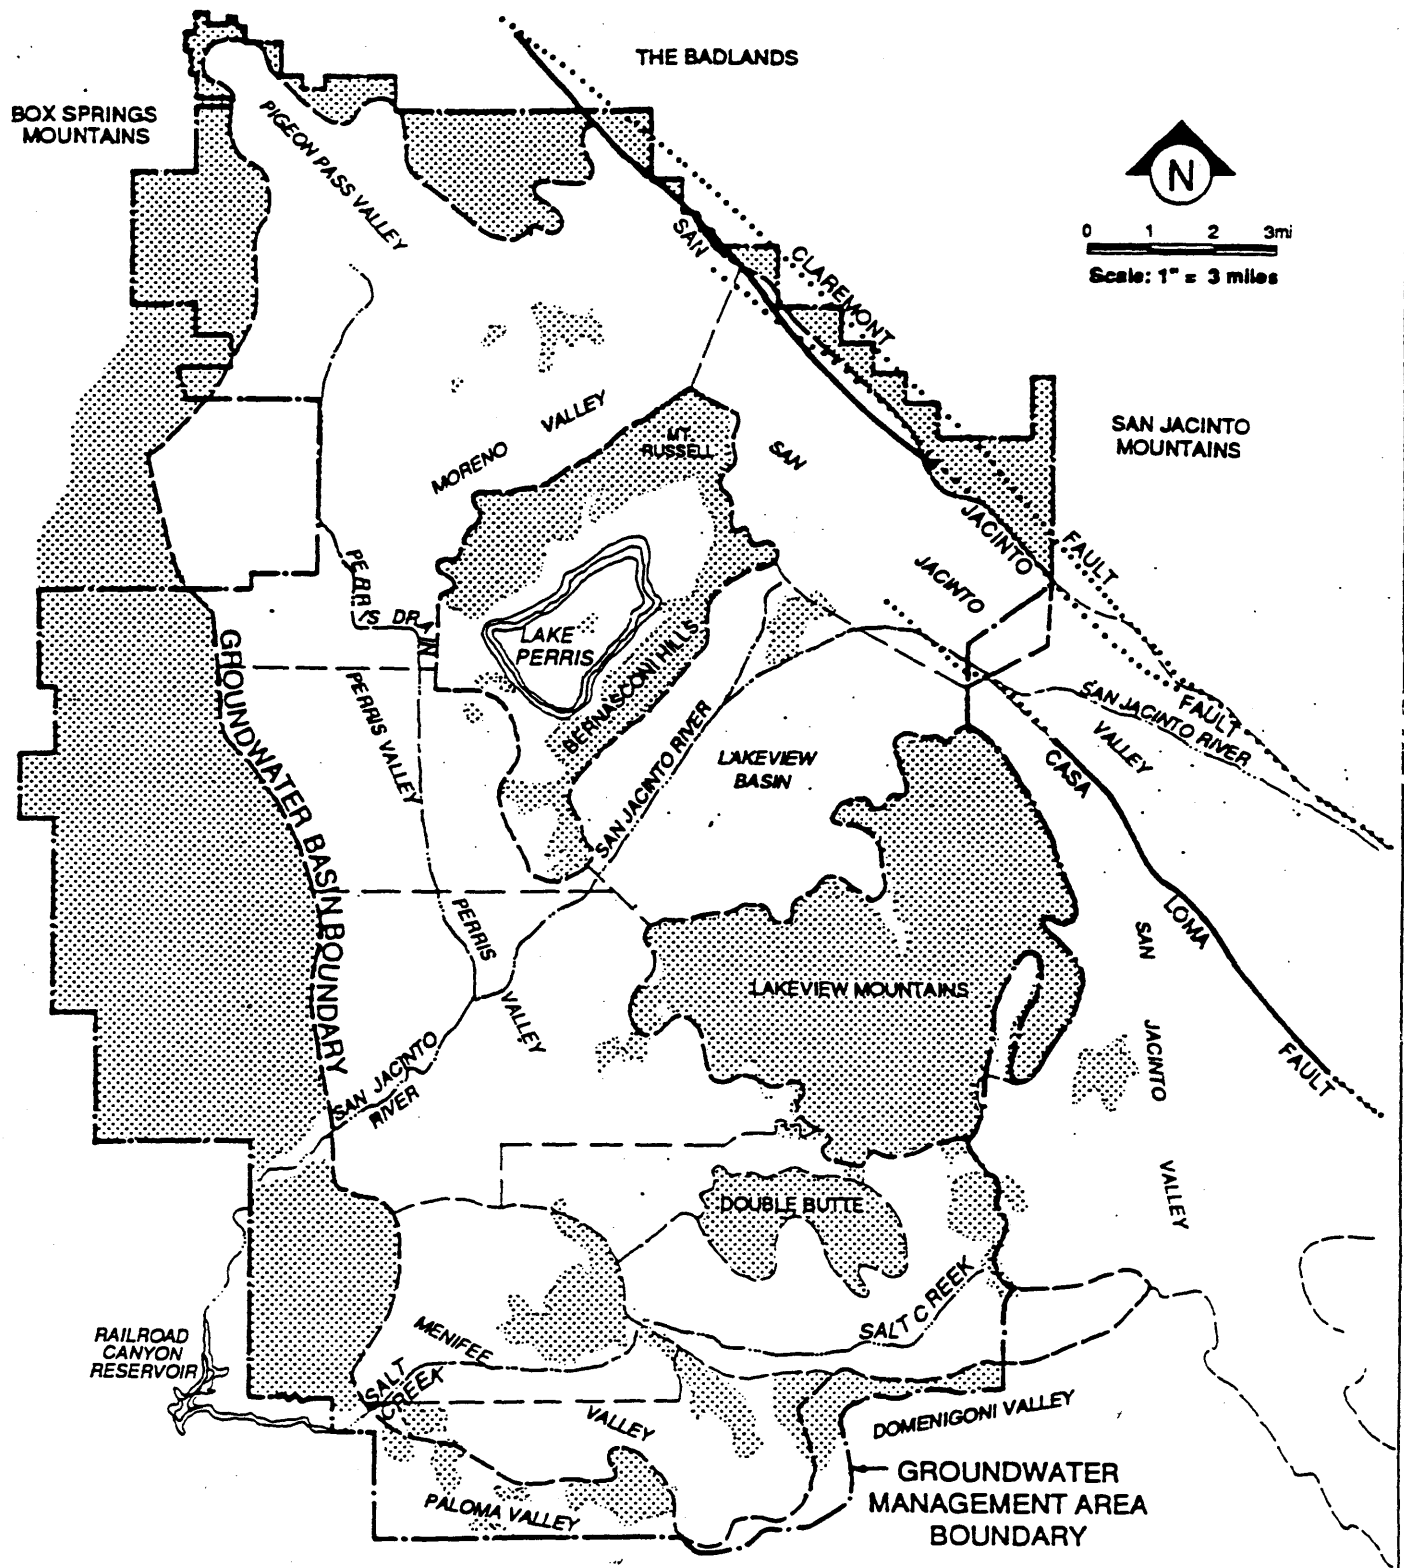 THE BADLANDS
BOX SPRINGS
MOUNTAINS
PIGEON PASS VALLEY
N
0 1 2 3mi
Scale: 1" = 3 miles
SAN
CLAREMONT
VALLEY
MORENO
MT.
RUSSELL
SAN
SAN JACINTO
MOUNTAINS
JACINTO
FAULT
JACINTO
PERRIS DRAIN
LAKE
PERRIS
BERNASCONI HILLS
GROUNDWATER BASIN BOUNDARY
PERRIS VALLEY
SAN JACINTO RIVER
LAKEVIEW
BASIN
SAN JACINTO RIVER
FAULT
VALLEY
CASA
LOMA
FAULT
PERRIS
VALLEY
SAN
JACINTO
VALLEY
LAKEVIEW MOUNTAINS
SAN JACINTO
RIVER
DOUBLE BUTTE
SALT CREEK
RAILROAD
CANYON
RESERVOIR
MENIFEE
SALT
CREEK
VALLEY
DOMENIGONI VALLEY
PALOMA VALLEY
GROUNDWATER
MANAGEMENT AREA
BOUNDARY